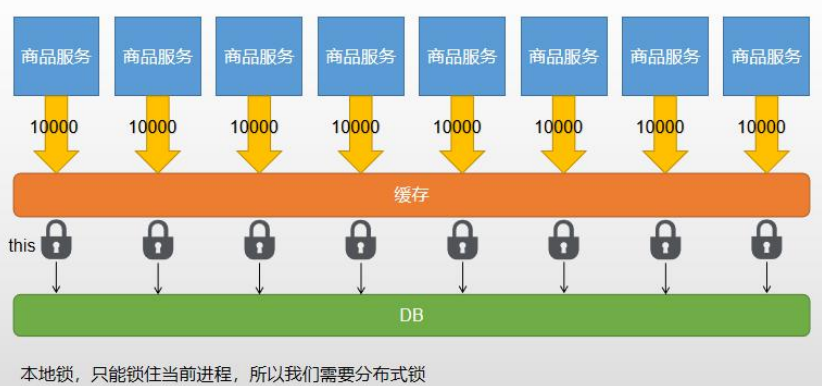 商品服务 商品服务 商品服务 商品服务 商品服务 商品服务 商品服务 商品服务
10000 10000 10000 10000 10000 10000 10000 10000
缓存
this
DB
本地锁，只能锁住当前进程，所以我们需要分布式锁